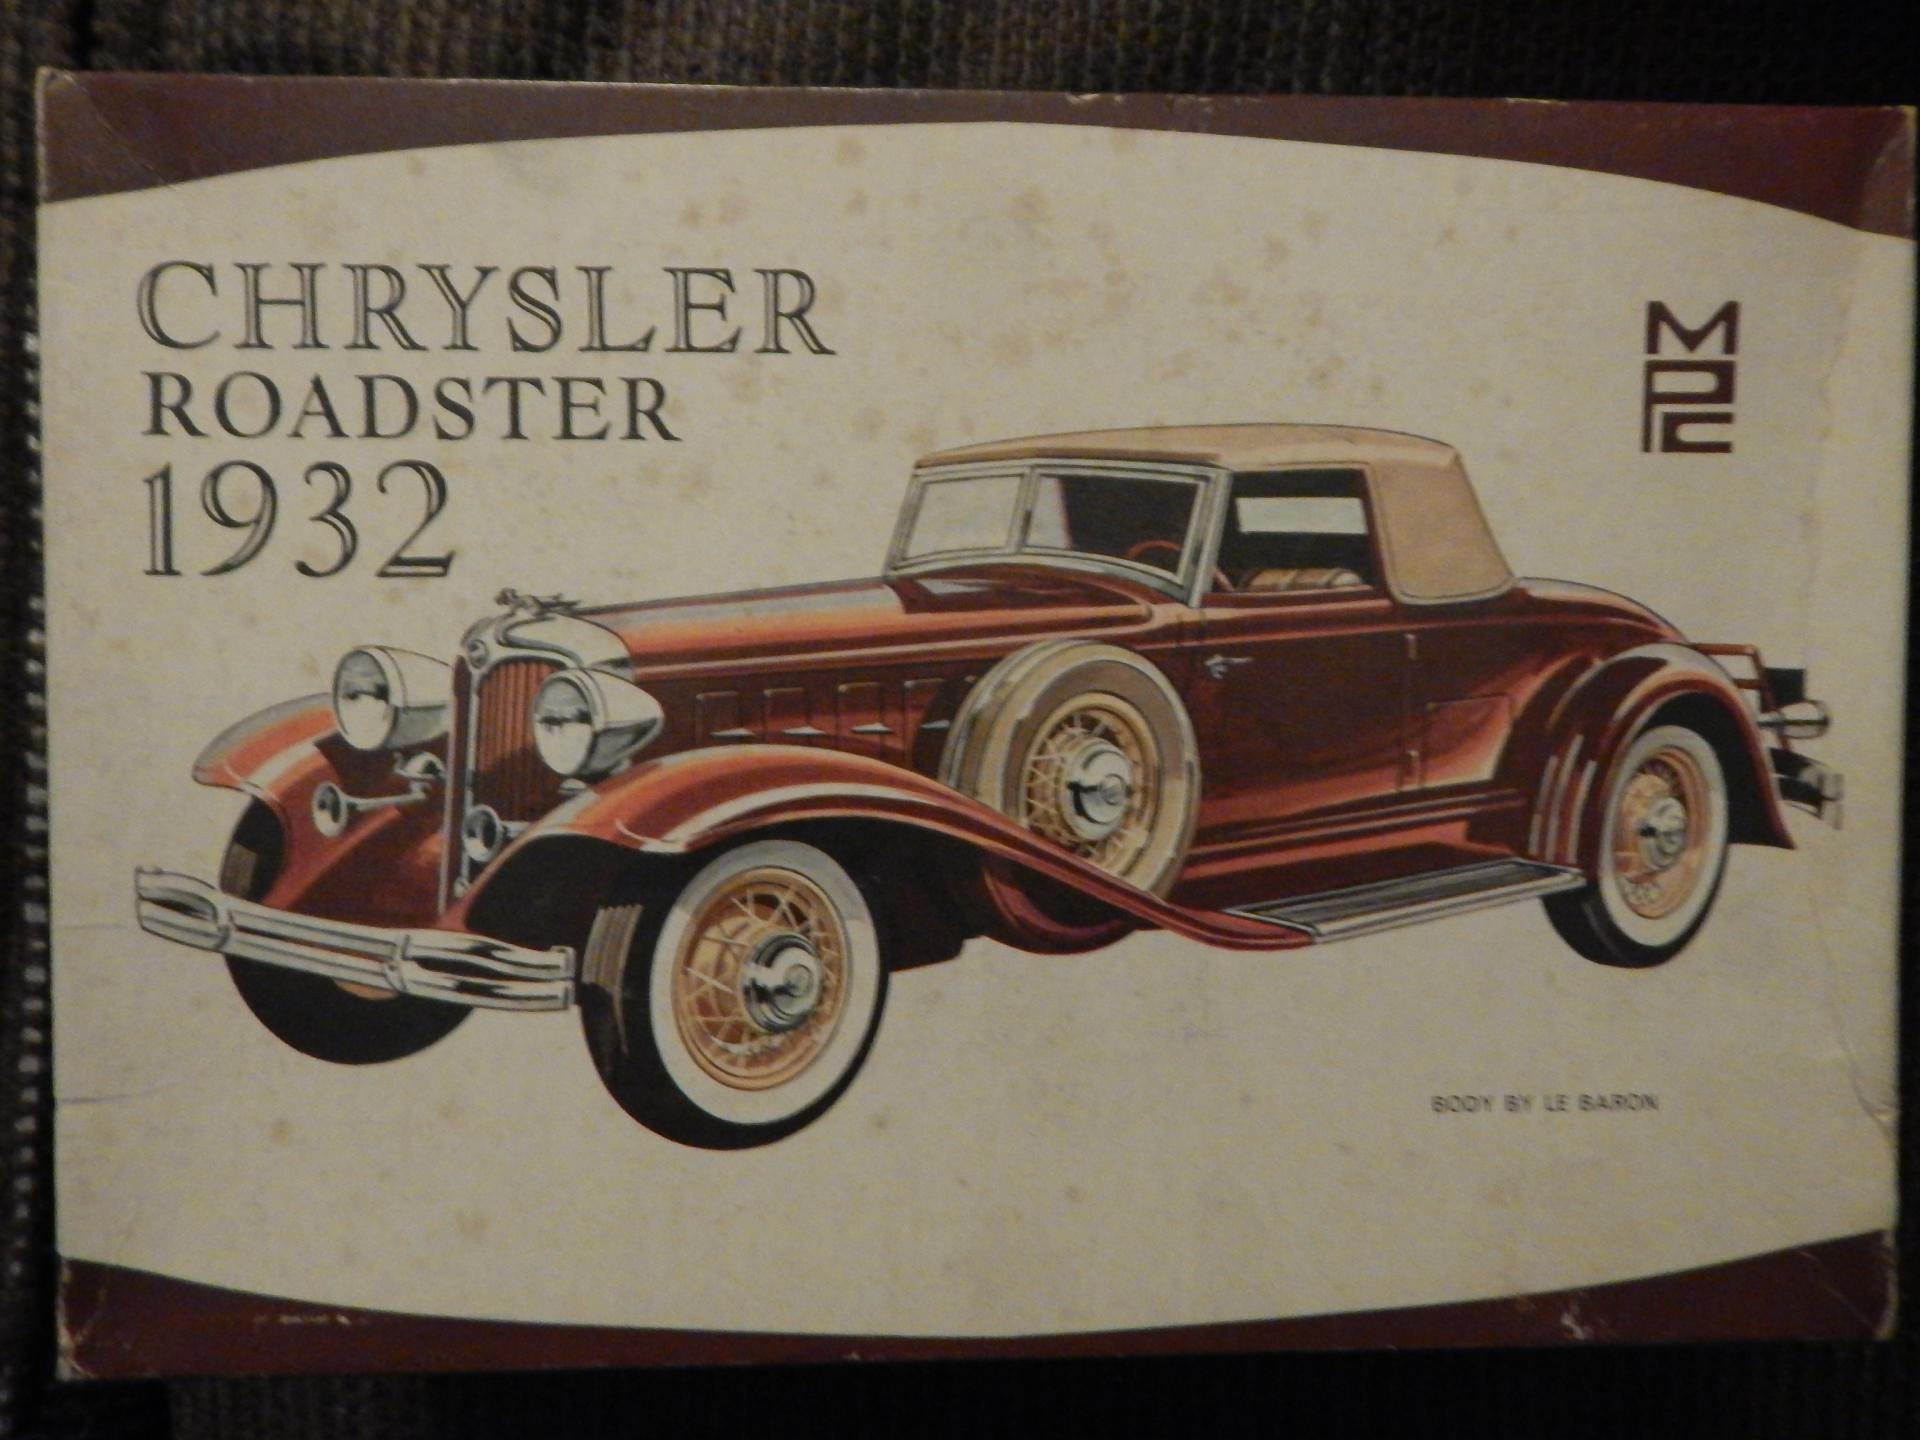 CHRYSLER
ROADSTER
1932
MPC
BODY BY LE BARON